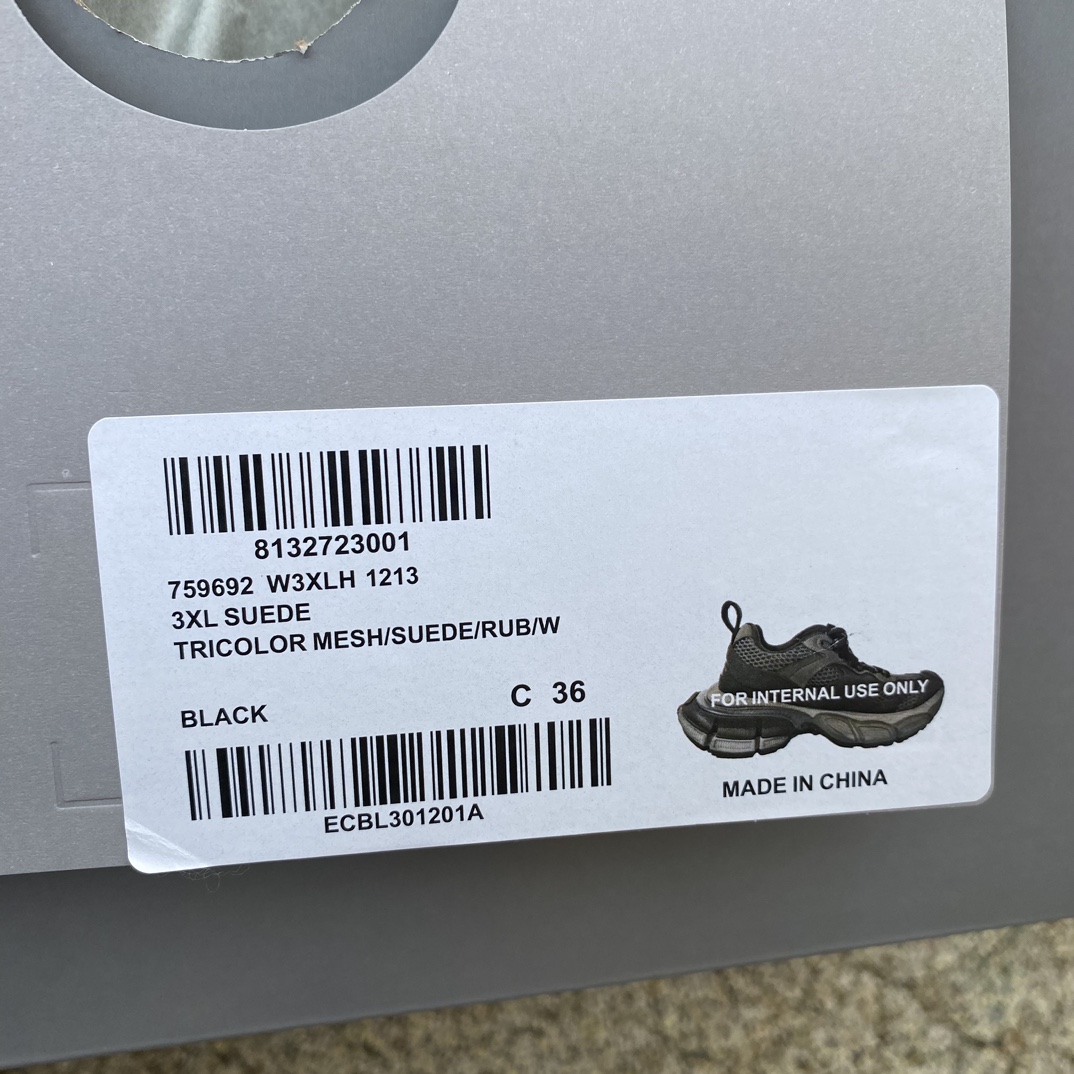 8132723001
759692 W3XLH 1213
3XL SUEDE
TRICOLOR MESH/SUEDE/RUB/W
BLACK
C 36
ECBL301201A
FOR INTERNAL USE ONLY
MADE IN CHINA